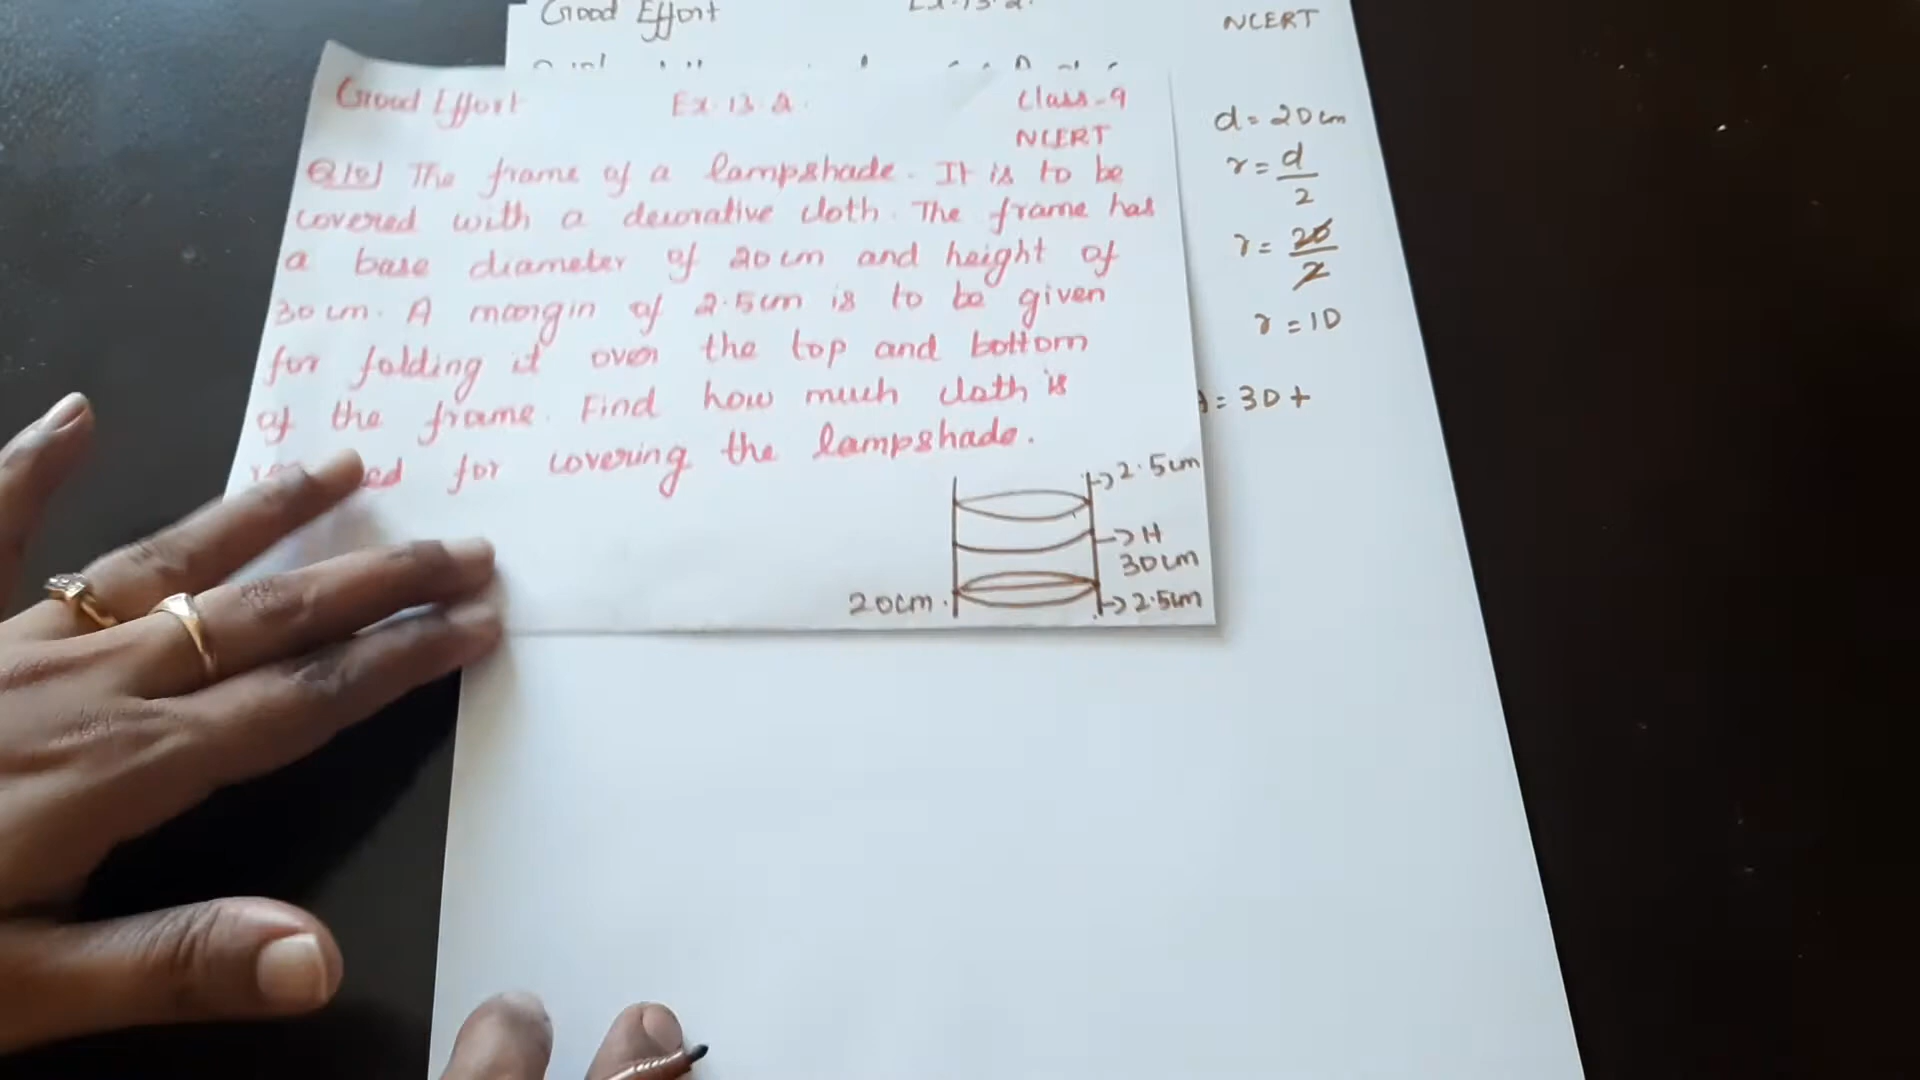 Good Effort
NCERT
Good Effort Ex. 13.2. Class-9
NCERT
Q10) The frame of a lampshade. It is to be
covered with a decorative cloth. The frame has
a base diameter of 20cm and height of
30cm. A margin of 2.5cm is to be given
for folding it over the top and bottom
of the frame. Find how much cloth is
for covering the lampshade.
→2.5cm
→H
30cm
20cm.
→2.5cm
d = 20cm
r = d/2
r = 20/2
r = 10
= 30+